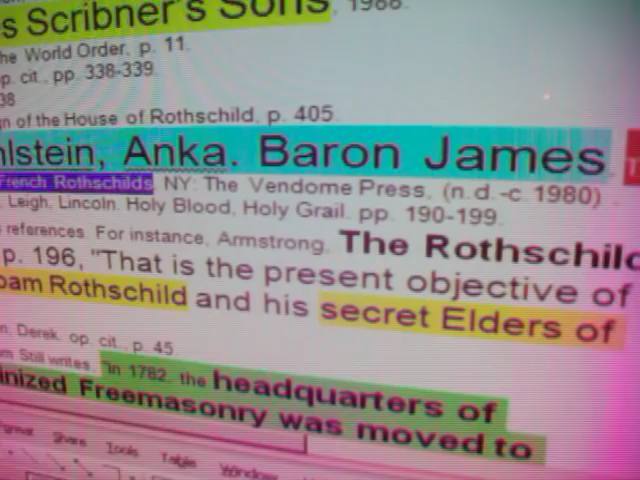 s Scribner's Sons, 1988.
he World Order, p. 11.
p. cit., pp. 338-339.
38
n of the House of Rothschild, p. 405.
hlstein, Anka. Baron James
French Rothschilds. NY: The Vendome Press, (n.d.-c. 1980)
Leigh, Lincoln. Holy Blood, Holy Grail. pp. 190-199.
references. For instance, Armstrong. The Rothschild
p. 196, "That is the present objective of
oam Rothschild and his secret Elders of
n. Derek. op. cit., p. 45
m Still writes, "In 1782, the headquarters of
inized Freemasonry was moved to
Format Share Tools Table Window